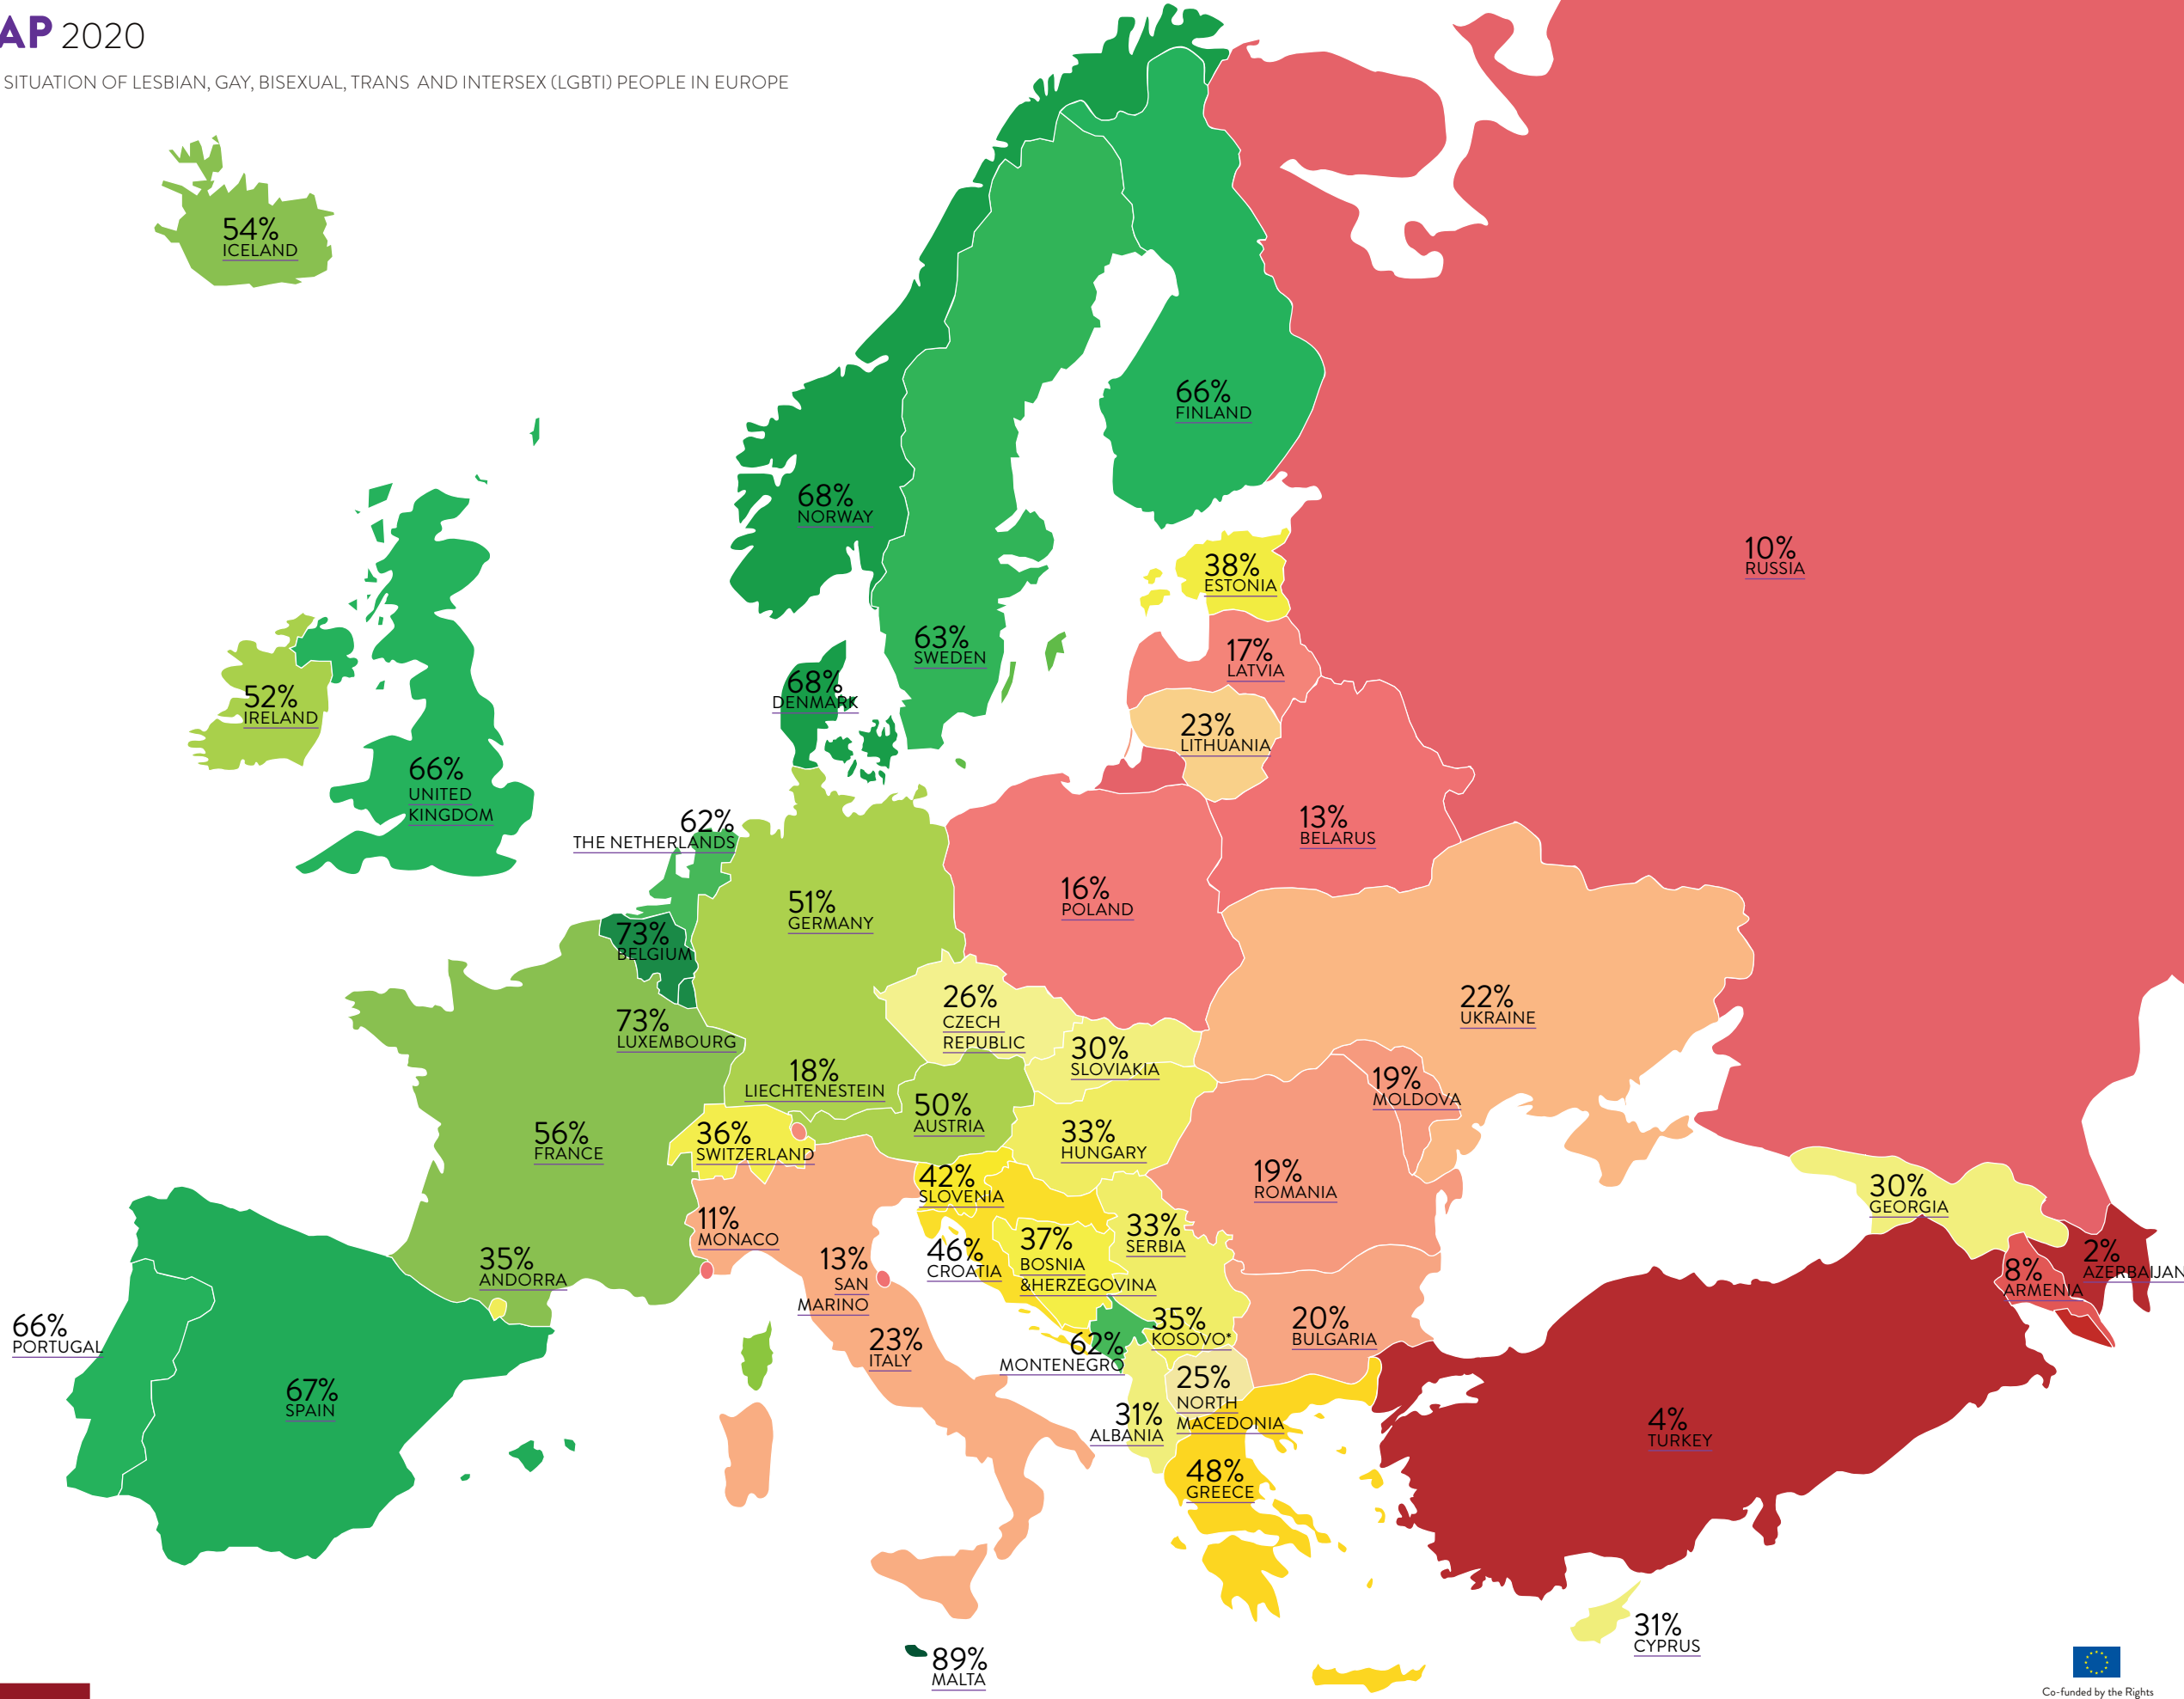 AP 2020
SITUATION OF LESBIAN, GAY, BISEXUAL, TRANS AND INTERSEX (LGBTI) PEOPLE IN EUROPE
54%
ICELAND
66%
FINLAND
68%
NORWAY
10%
RUSSIA
38%
ESTONIA
63%
SWEDEN
17%
LATVIA
68%
DENMARK
52%
IRELAND
23%
LITHUANIA
66%
UNITED
KINGDOM
62%
THE NETHERLANDS
13%
BELARUS
51%
GERMANY
16%
POLAND
73%
BELGIUM
26%
CZECH
REPUBLIC
22%
UKRAINE
73%
LUXEMBOURG
30%
SLOVIAKIA
18%
LIECHTENESTEIN
19%
MOLDOVA
50%
AUSTRIA
56%
FRANCE
36%
SWITZERLAND
33%
HUNGARY
42%
SLOVENIA
19%
ROMANIA
30%
GEORGIA
11%
MONACO
33%
SERBIA
46%
CROATIA
37%
BOSNIA
&HERZEGOVINA
35%
ANDORRA
13%
SAN
MARINO
2%
AZERBAIJAN
8%
ARMENIA
66%
PORTUGAL
23%
ITALY
62%
MONTENEGRO
35%
KOSOVO*
20%
BULGARIA
67%
SPAIN
25%
NORTH
MACEDONIA
31%
ALBANIA
4%
TURKEY
48%
GREECE
31%
CYPRUS
89%
MALTA
Co-funded by the Rights